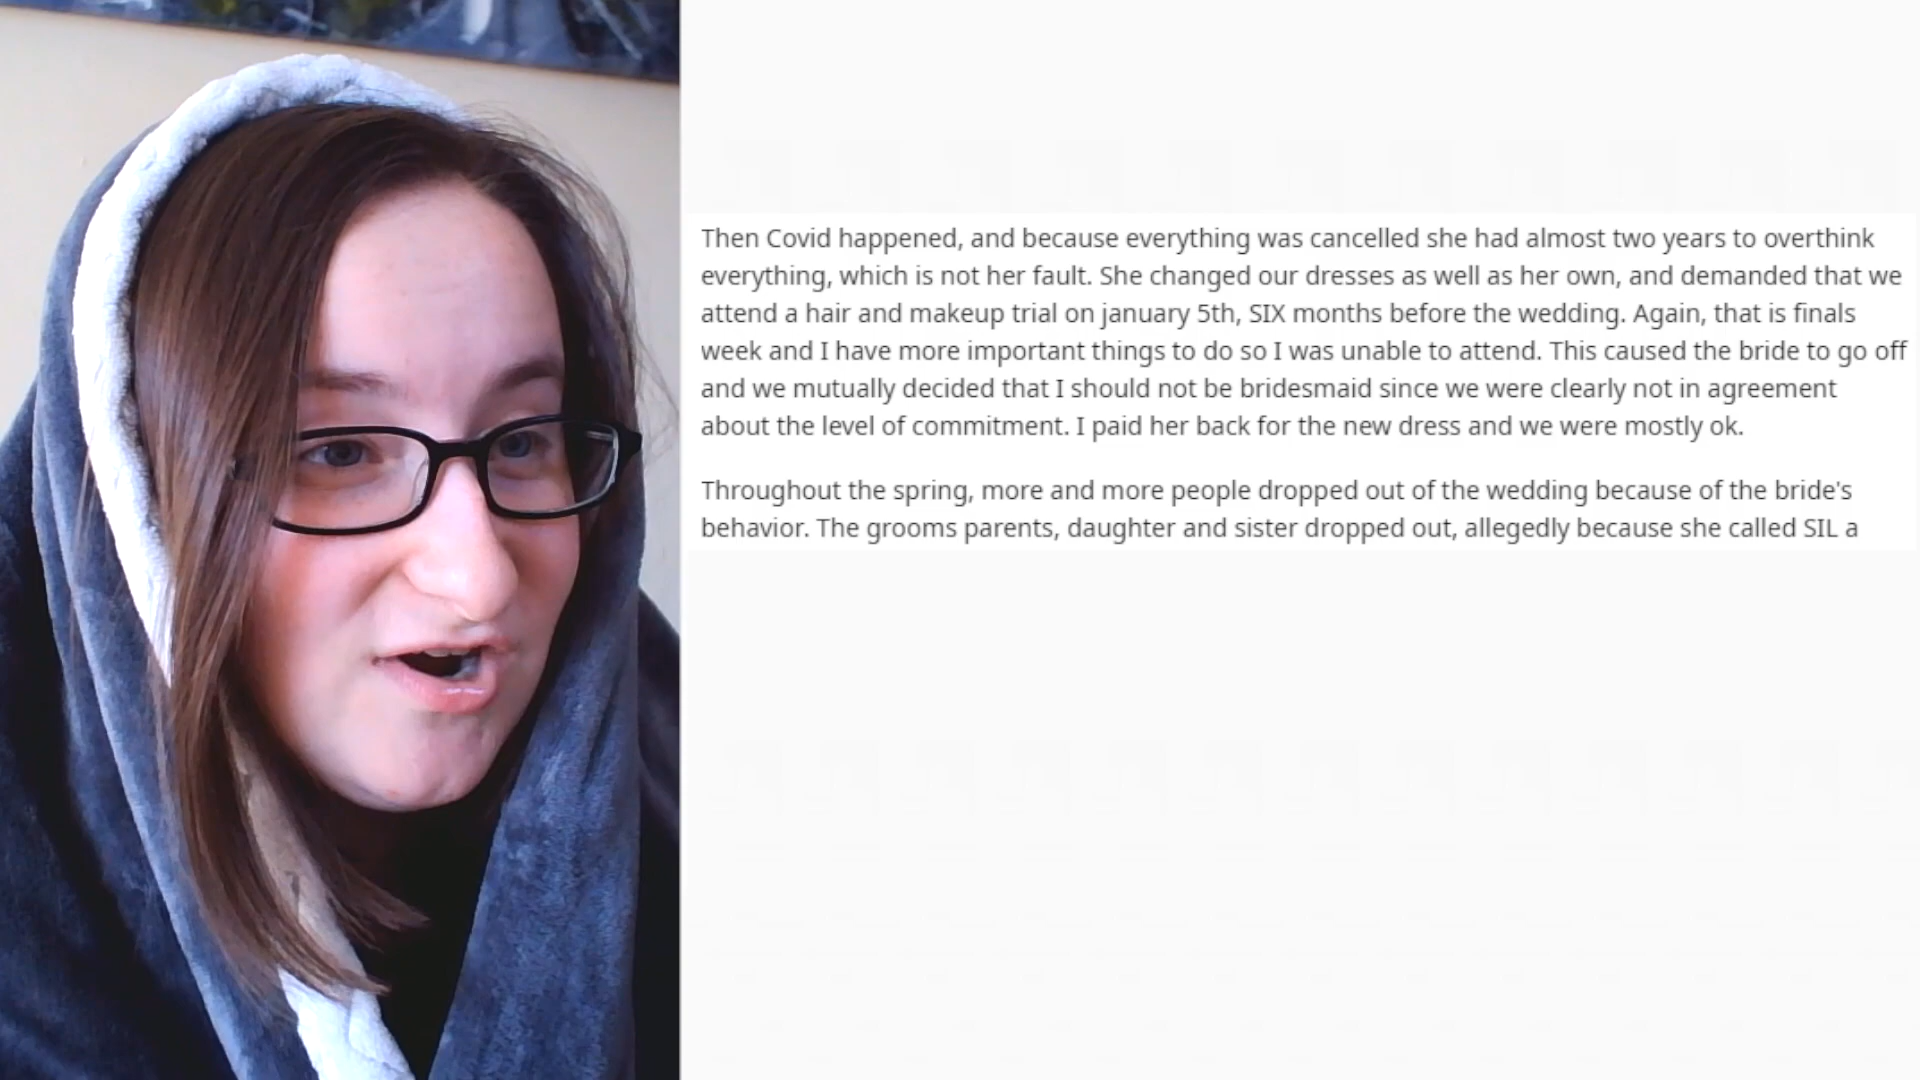 Then Covid happened, and because everything was cancelled she had almost two years to overthink
everything, which is not her fault. She changed our dresses as well as her own, and demanded that we
attend a hair and makeup trial on january 5th, SIX months before the wedding. Again, that is finals
week and I have more important things to do so I was unable to attend. This caused the bride to go off
and we mutually decided that I should not be bridesmaid since we were clearly not in agreement
about the level of commitment. I paid her back for the new dress and we were mostly ok.
Throughout the spring, more and more people dropped out of the wedding because of the bride's
behavior. The grooms parents, daughter and sister dropped out, allegedly because she called SIL a